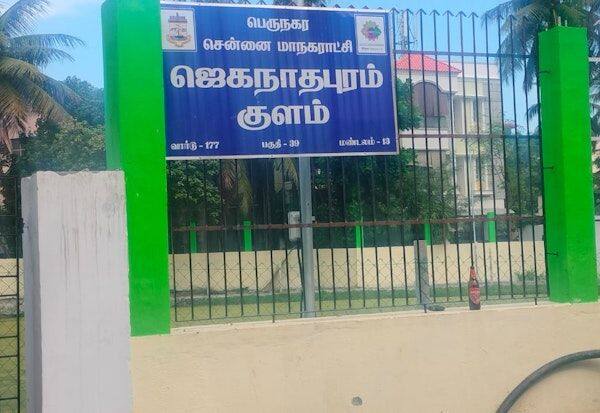 பெருநகர
சென்னை மாநகராட்சி
ஜெகநாதபுரம்
குளம்
வார்டு - 177 பகுதி - 39 மண்டலம் - 13